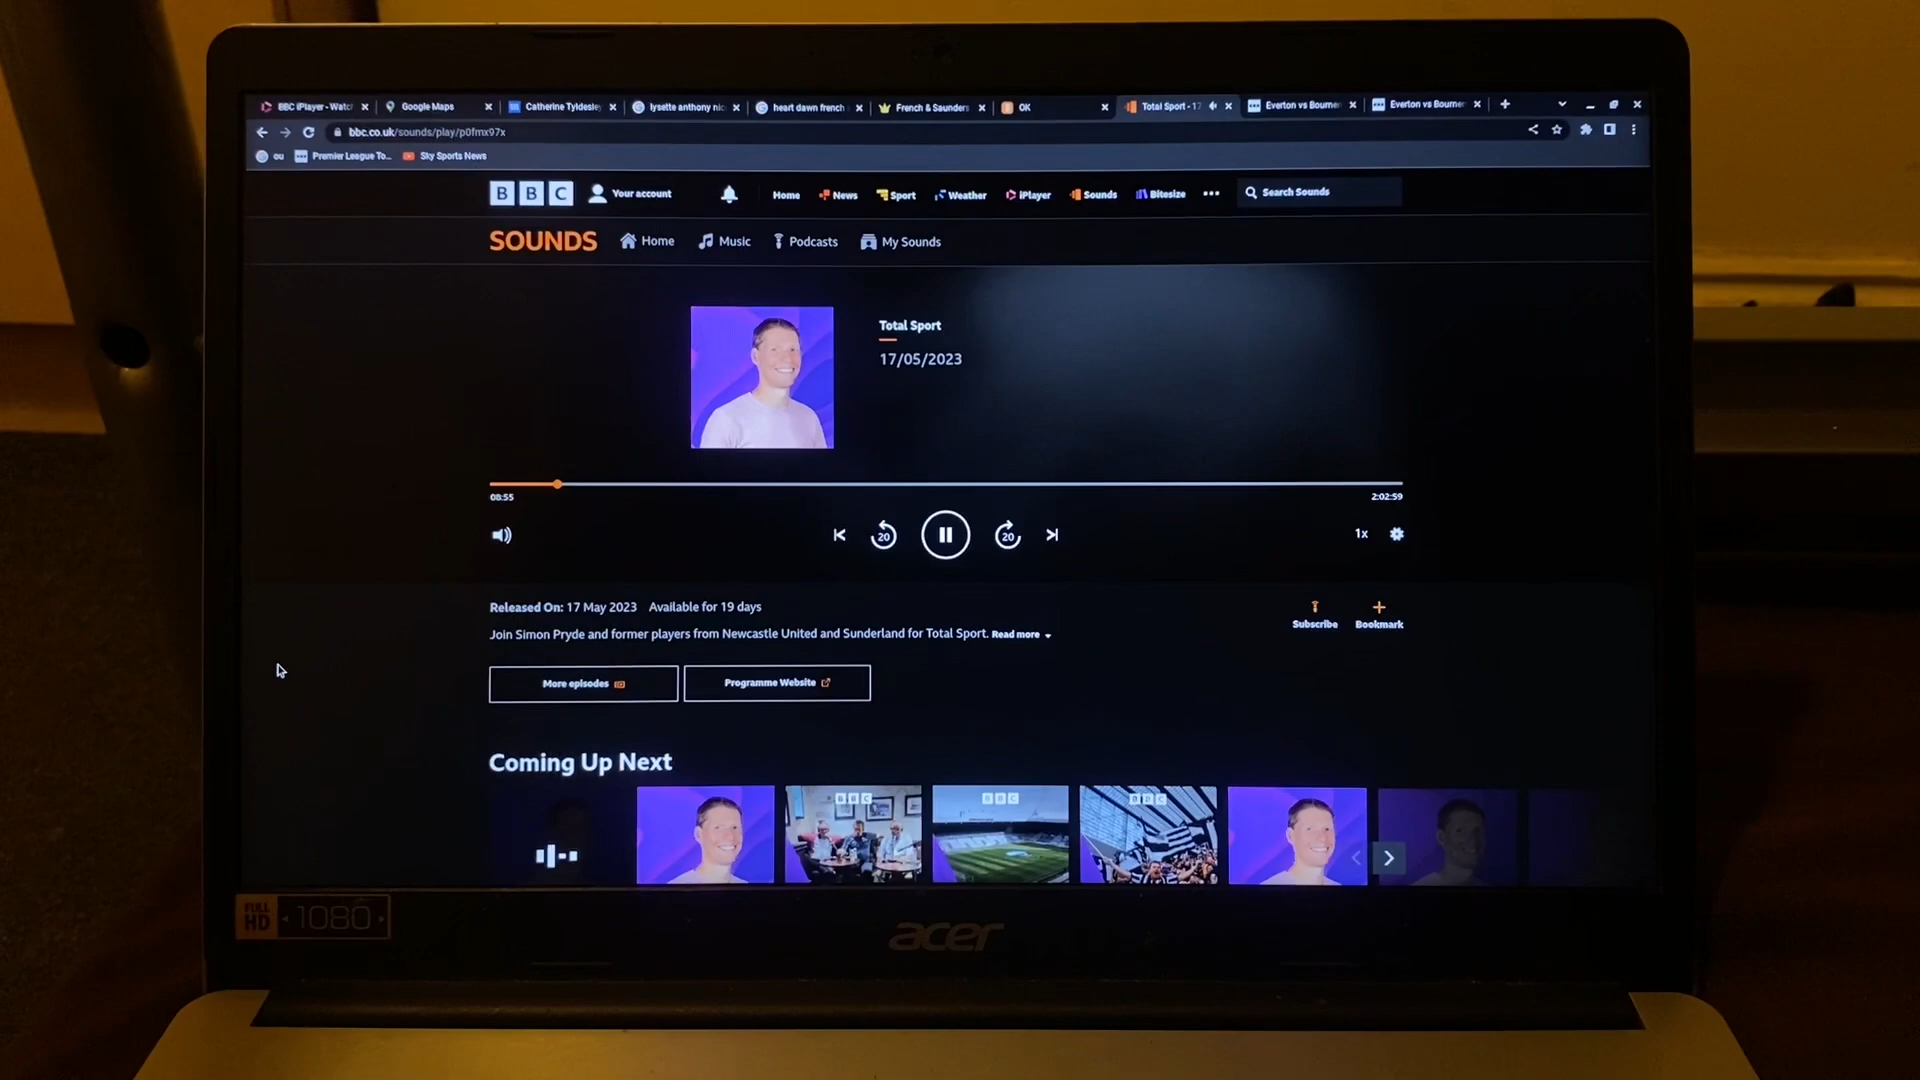 BBC iPlayer - Watc
Google Maps
Catherine Tyldesley
lysette anthony nic
heart dawn french
French & Saunders
OK
Total Sport - 17
Everton vs Bourne
Everton vs Bourne
bbc.co.uk/sounds/play/p0fmx97x
ou
Premier League To...
Sky Sports News
BBC
Your account
Home
News
Sport
Weather
iPlayer
Sounds
Bitesize
Search Sounds
SOUNDS
Home
Music
Podcasts
My Sounds
Total Sport
17/05/2023
08:55
2:02:59
20
20
1x
Released On: 17 May 2023 Available for 19 days
Subscribe
Bookmark
Join Simon Pryde and former players from Newcastle United and Sunderland for Total Sport. Read more
More episodes
Programme Website
Coming Up Next
BBC
BBC
BBC
FULL HD 1080
acer